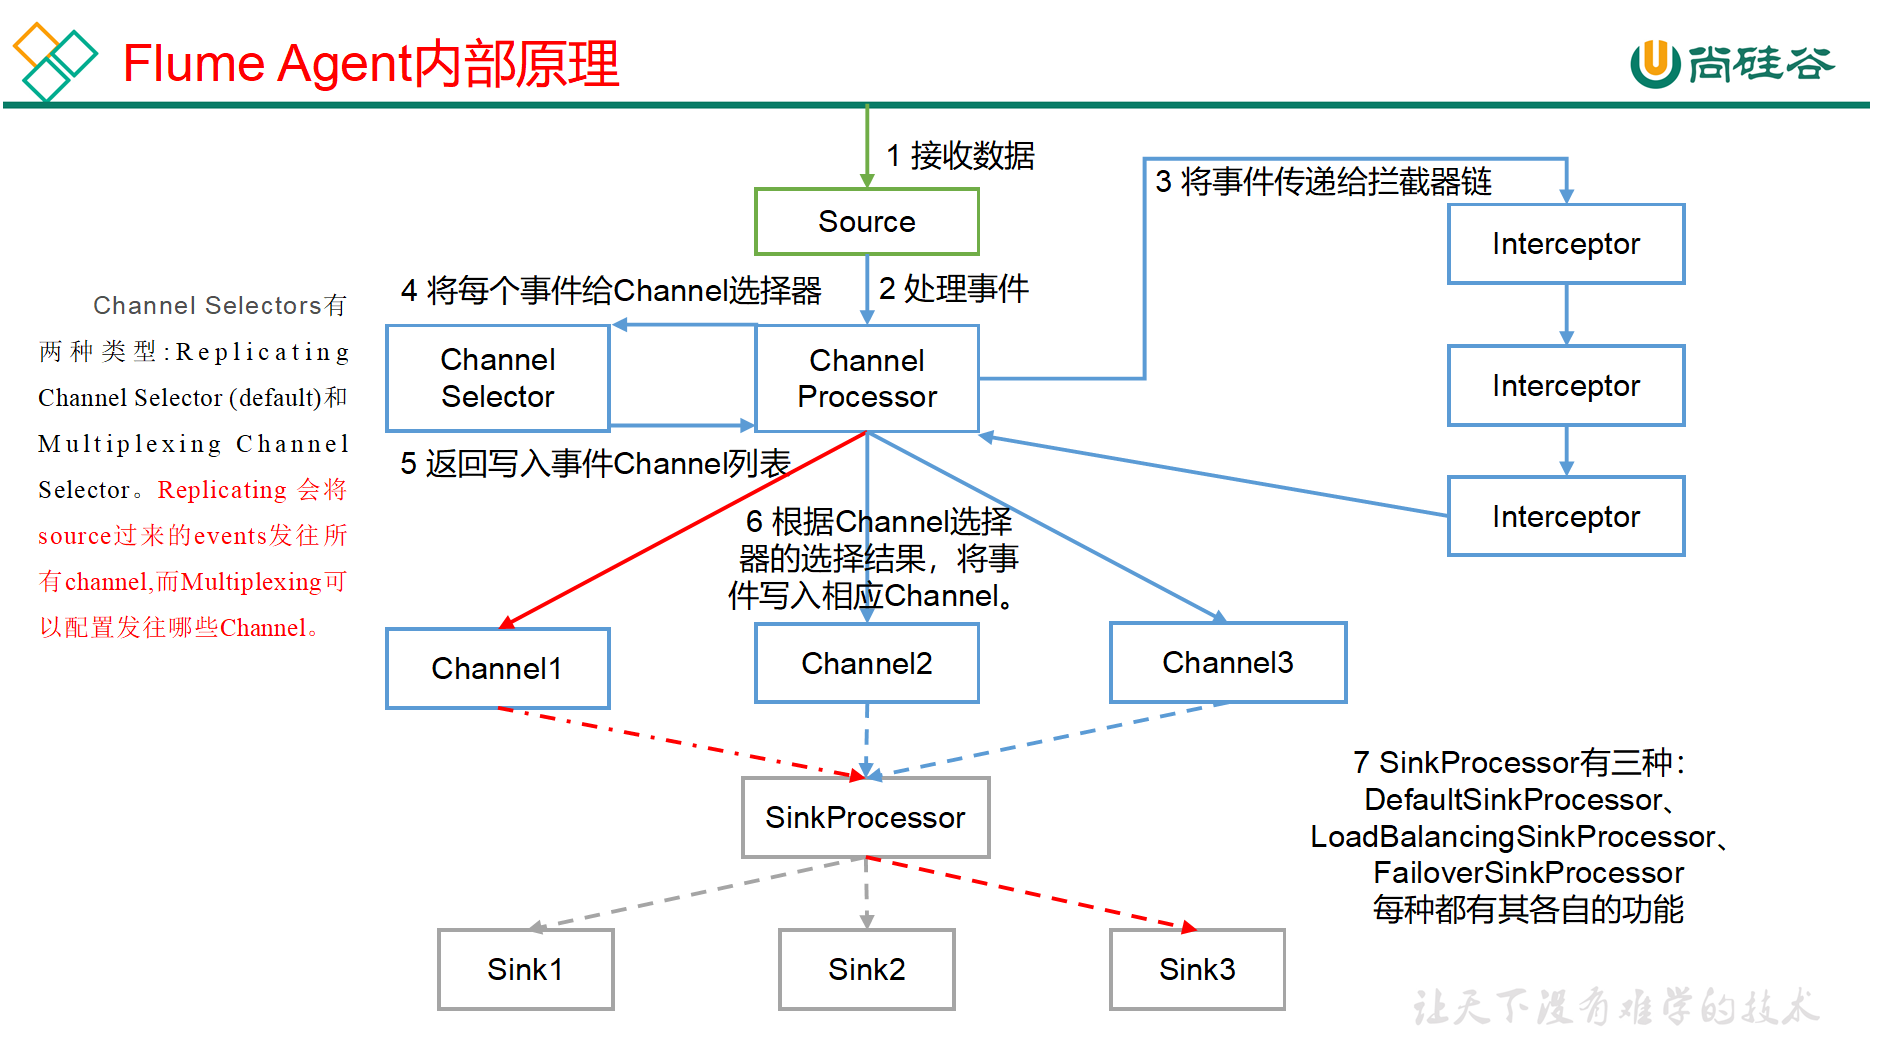 Flume Agent内部原理
尚硅谷
1 接收数据
3 将事件传递给拦截器链
Source
Interceptor
4 将每个事件给Channel选择器
2 处理事件
Channel Selectors有
两种类型:Replicating
Channel Selector (default)和
Multiplexing Channel
Selector。Replicating 会将
source过来的events发往所
有channel,而Multiplexing可
以配置发往哪些Channel。
Channel
Selector
Channel
Processor
Interceptor
5 返回写入事件Channel列表
Interceptor
6 根据Channel选择
器的选择结果，将事
件写入相应Channel。
Channel1
Channel2
Channel3
7 SinkProcessor有三种：
DefaultSinkProcessor、
LoadBalancingSinkProcessor、
FailoverSinkProcessor
每种都有其各自的功能
SinkProcessor
Sink1
Sink2
Sink3
让天下没有难学的技术